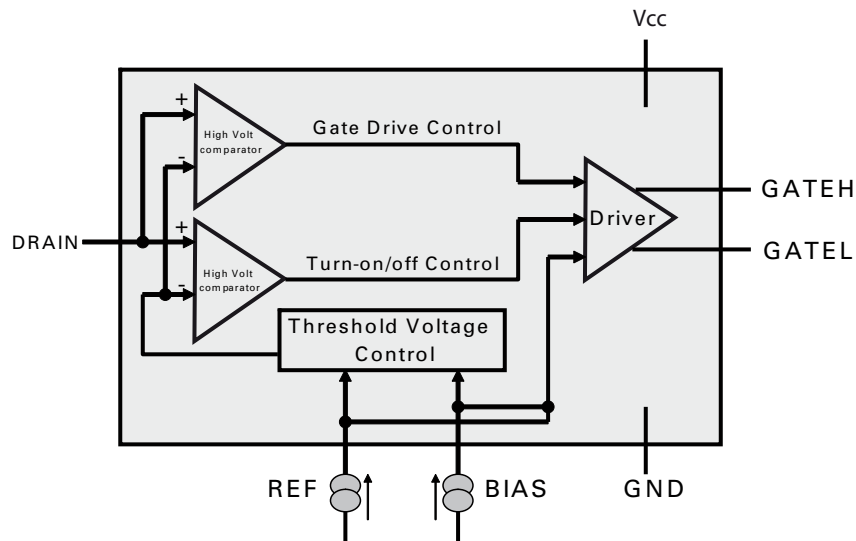 Vcc
+
High Volt
comparator
-
Gate Drive Control
GATEH
Driver
DRAIN
+
High Volt
comparator
-
Turn-on/off Control
GATEL
Threshold Voltage
Control
REF
BIAS
GND